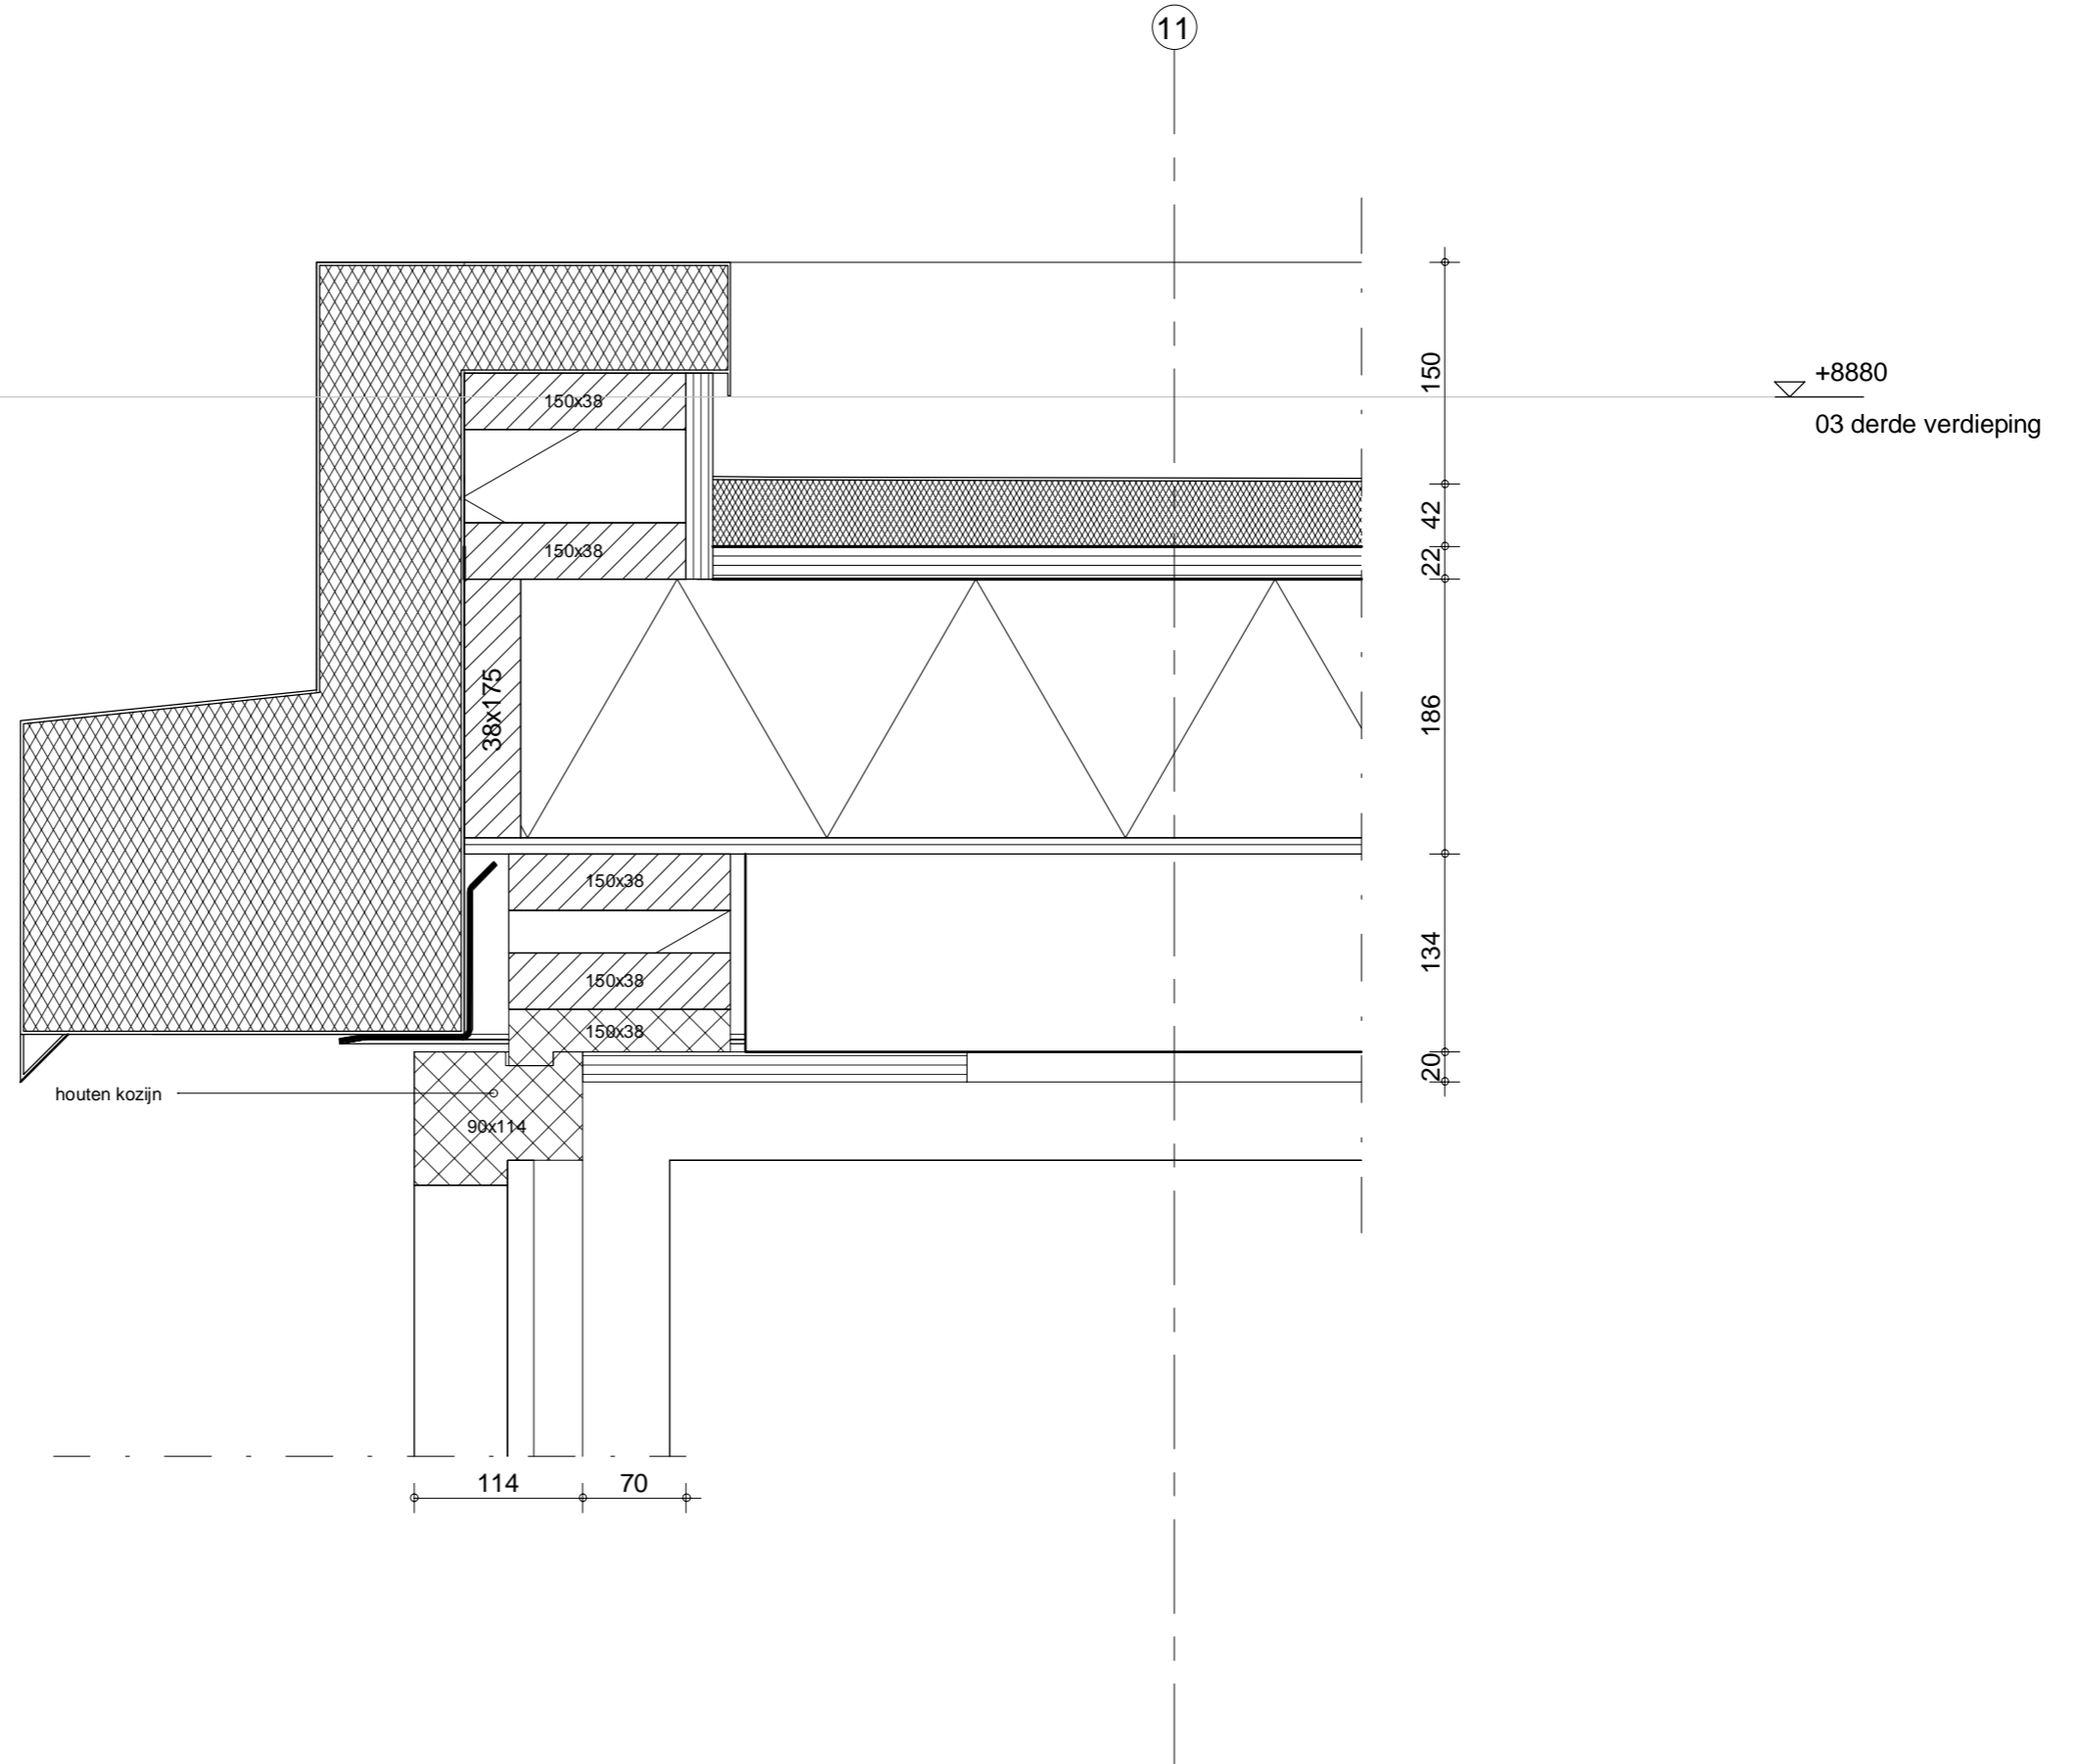 11
150
+8880
03 derde verdieping
150x38
42
150x38
22
38x175
186
150x38
134
150x38
150x38
20
houten kozijn
90x114
114
70